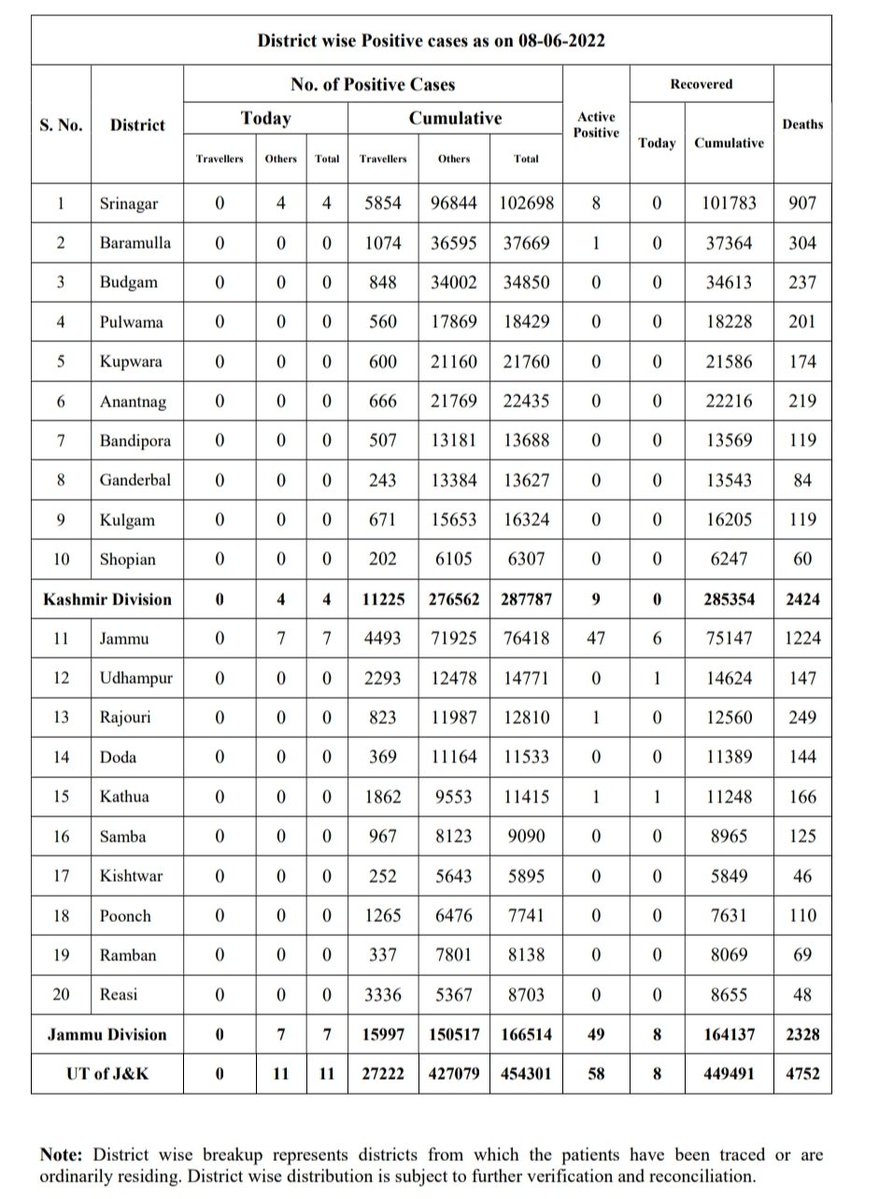 District wise Positive cases as on 08-06-2022
S. No. District No. of Positive Cases Active Positive Recovered Deaths
Today Cumulative Today Cumulative
Travellers Others Total Travellers Others Total
1 Srinagar 0 4 4 5854 96844 102698 8 0 101783 907
2 Baramulla 0 0 0 1074 36595 37669 1 0 37364 304
3 Budgam 0 0 0 848 34002 34850 0 0 34613 237
4 Pulwama 0 0 0 560 17869 18429 0 0 18228 201
5 Kupwara 0 0 0 600 21160 21760 0 0 21586 174
6 Anantnag 0 0 0 666 21769 22435 0 0 22216 219
7 Bandipora 0 0 0 507 13181 13688 0 0 13569 119
8 Ganderbal 0 0 0 243 13384 13627 0 0 13543 84
9 Kulgam 0 0 0 671 15653 16324 0 0 16205 119
10 Shopian 0 0 0 202 6105 6307 0 0 6247 60
Kashmir Division 0 4 4 11225 276562 287787 9 0 285354 2424
11 Jammu 0 7 7 4493 71925 76418 47 6 75147 1224
12 Udhampur 0 0 0 2293 12478 14771 0 1 14624 147
13 Rajouri 0 0 0 823 11987 12810 1 0 12560 249
14 Doda 0 0 0 369 11164 11533 0 0 11389 144
15 Kathua 0 0 0 1862 9553 11415 1 1 11248 166
16 Samba 0 0 0 967 8123 9090 0 0 8965 125
17 Kishtwar 0 0 0 252 5643 5895 0 0 5849 46
18 Poonch 0 0 0 1265 6476 7741 0 0 7631 110
19 Ramban 0 0 0 337 7801 8138 0 0 8069 69
20 Reasi 0 0 0 3336 5367 8703 0 0 8655 48
Jammu Division 0 7 7 15997 150517 166514 49 8 164137 2328
UT of J&K 0 11 11 27222 427079 454301 58 8 449491 4752
Note: District wise breakup represents districts from which the patients have been traced or are
ordinarily residing. District wise distribution is subject to further verification and reconciliation.